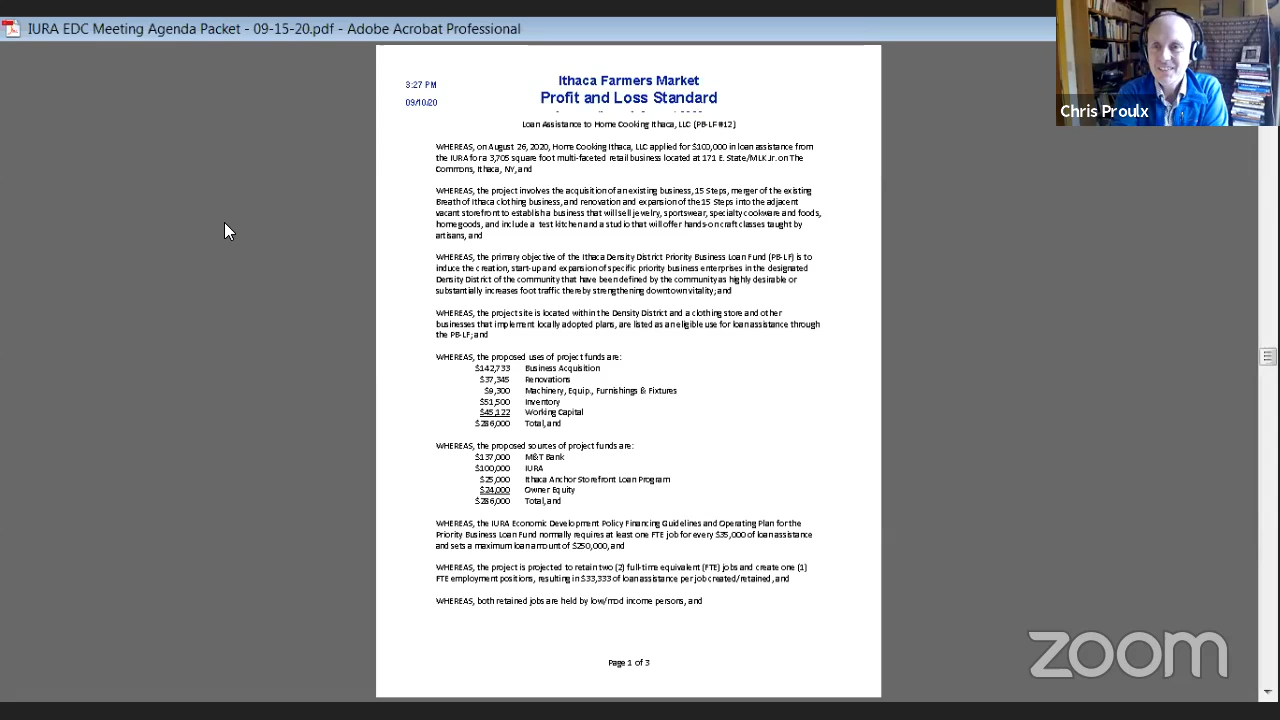 IURA EDC Meeting Agenda Packet - 09-15-20.pdf - Adobe Acrobat Professional
Chris Proulx
3:27 PM
09/10/20
Ithaca Farmers Market
Profit and Loss Standard
Loan Assistance to Home Cooking Ithaca, LLC (PB-LF #12)
WHEREAS, on August 26, 2020, Home Cooking Ithaca, LLC applied for $100,000 in loan assistance from
the IURA for a 3,705 square foot multi-faceted retail business located at 171 E. State/MLK Jr. on The
Commons, Ithaca, NY, and
WHEREAS, the project involves the acquisition of an existing business, 15 Steps, merger of the existing
Breath of Ithaca clothing business, and renovation and expansion of the 15 Steps into the adjacent
vacant storefront to establish a business that will sell jewelry, sportswear, specialty cookware and foods,
home goods, and include a test kitchen and a studio that will offer hands-on craft classes taught by
artisans, and
WHEREAS, the primary objective of the Ithaca Density District Priority Business Loan Fund (PB-LF) is to
induce the creation, start-up and expansion of specific priority business enterprises in the designated
Density District of the community that have been defined by the community as highly desirable or
substantially increases foot traffic thereby strengthening downtown vitality; and
WHEREAS, the project site is located within the Density District and a clothing store and other
businesses that implement locally adopted plans, are listed as an eligible use for loan assistance through
the PB-LF; and
WHEREAS, the proposed uses of project funds are:
$142,733 Business Acquisition
$37,345 Renovations
$9,300 Machinery, Equip., Furnishings & Fixtures
$51,500 Inventory
$45,122 Working Capital
$286,000 Total, and
WHEREAS, the proposed sources of project funds are:
$137,000 M&T Bank
$100,000 IURA
$25,000 Ithaca Anchor Storefront Loan Program
$24,000 Owner Equity
$286,000 Total, and
WHEREAS, the IURA Economic Development Policy Financing Guidelines and Operating Plan for the
Priority Business Loan Fund normally requires at least one FTE job for every $35,000 of loan assistance
and sets a maximum loan amount of $250,000, and
WHEREAS, the project is projected to retain two (2) full-time equivalent (FTE) jobs and create one (1)
FTE employment positions, resulting in $33,333 of loan assistance per job created/retained, and
WHEREAS, both retained jobs are held by low/mod income persons, and
Page 1 of 3
zoom